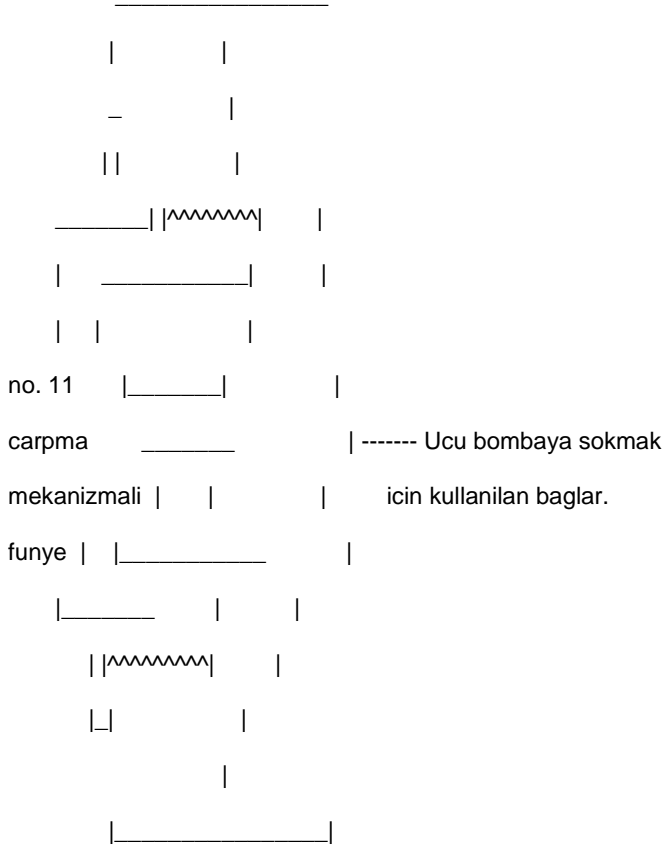 no. 11
carpma ------- Ucu bombaya sokmak
mekanizmali icin kullanilan baglar.
funye